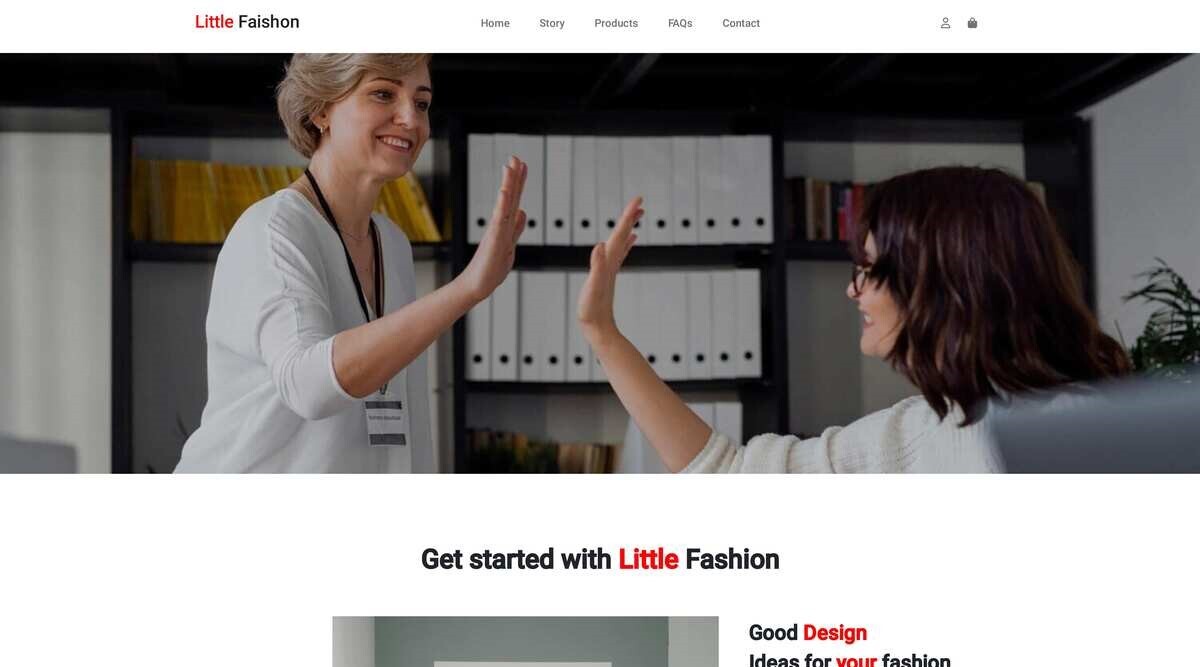 Little Faishon
Home
Story
Products
FAQs
Contact
Get started with Little Fashion
Good Design
Ideas for your fashion